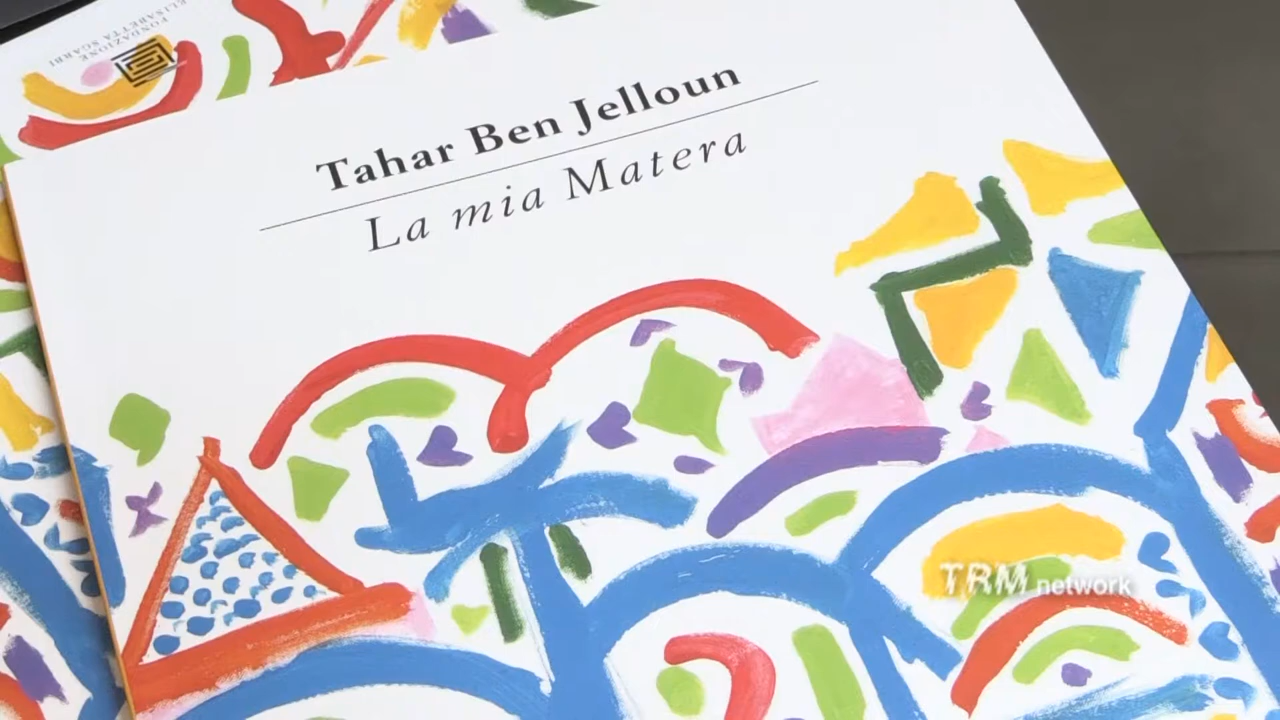 FONDAZIONE
ELISABETTA SGARBI
Tahar Ben Jelloun
La mia Matera
TRM network